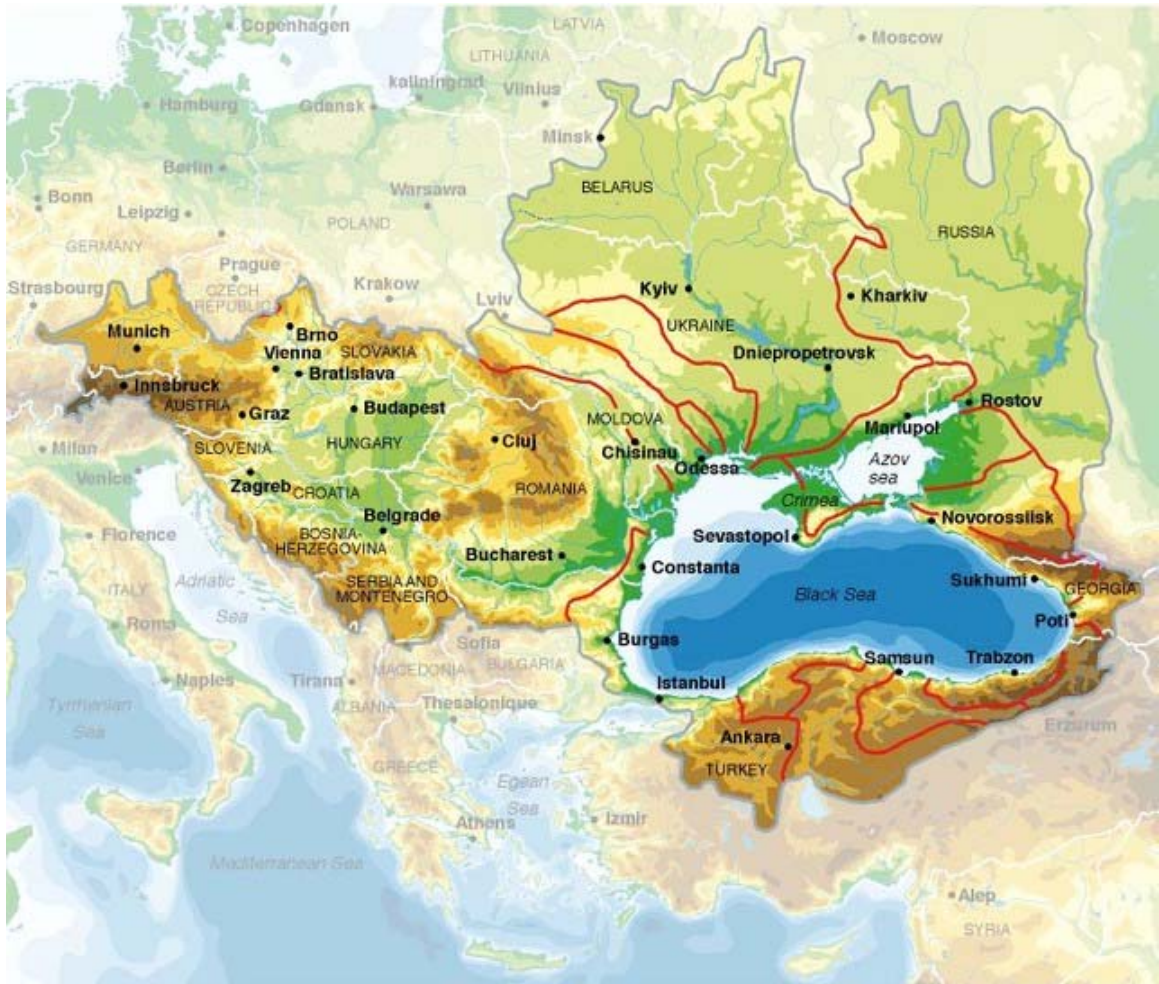 Copenhagen
LATVIA
Moscow
LITHUANIA
kaliningrad
Vilnius
Hamburg
Gdansk
Minsk
Berlin
BELARUS
Bonn
Warsawa
Leipzig
POLAND
RUSSIA
GERMANY
Prague
Strasbourg
CZECH
REPUBLIC
Krakow
Lviv
Kyiv
Kharkiv
UKRAINE
Munich
Brno
Vienna
SLOVAKIA
Dniepropetrovsk
Bratislava
Innsbruck
AUSTRIA
Graz
Budapest
MOLDOVA
Rostov
Mariupol
Milan
SLOVENIA
HUNGARY
Cluj
Chisinau
Odessa
Azov
sea
Venice
Zagreb
CROATIA
ROMANIA
Crimea
Belgrade
Florence
BOSNIA-
HERZEGOVINA
Bucharest
Sevastopol
Novorossiisk
Constanta
ITALY
Adriatic
Sea
SERBIA AND
MONTENEGRO
Black Sea
Sukhumi
GEORGIA
Roma
Sofia
Burgas
Poti
MACEDONIA
BULGARIA
Naples
Tirana
Istanbul
Samsun
Trabzon
ALBANIA
Thesalonique
Tyrrhenian
Sea
Ankara
Erzurum
GREECE
TURKEY
Egean
Sea
Athens
Izmir
Mediterranean Sea
Alep
SYRIA